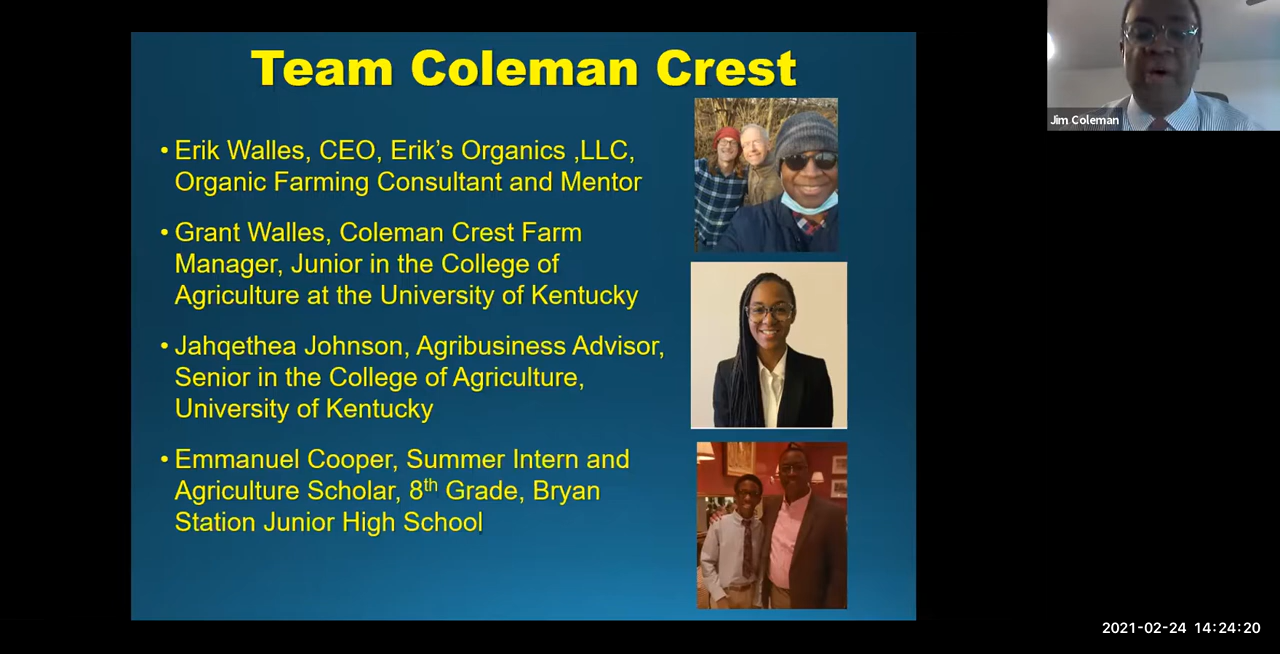 Team Coleman Crest
• Erik Walles, CEO, Erik’s Organics ,LLC,
Organic Farming Consultant and Mentor
• Grant Walles, Coleman Crest Farm
Manager, Junior in the College of
Agriculture at the University of Kentucky
• Jahqethea Johnson, Agribusiness Advisor,
Senior in the College of Agriculture,
University of Kentucky
• Emmanuel Cooper, Summer Intern and
Agriculture Scholar, 8th Grade, Bryan
Station Junior High School
Jim Coleman
2021-02-24 14:24:20